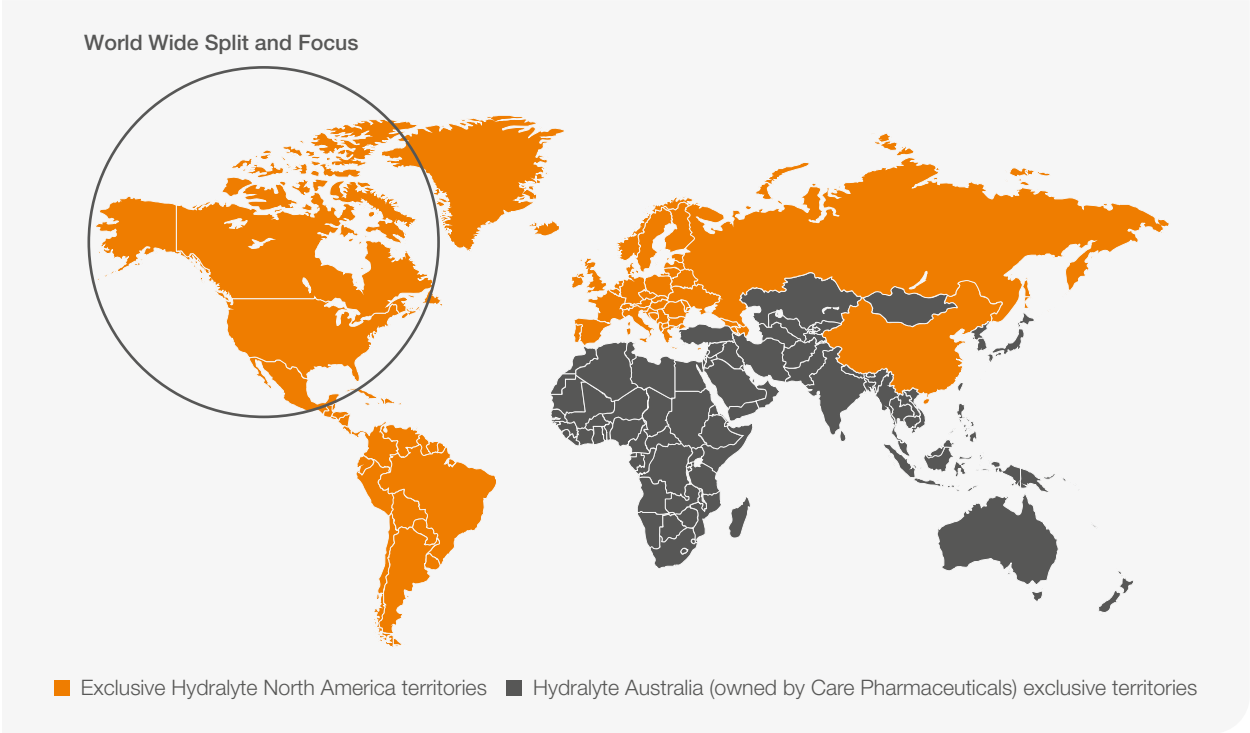 World Wide Split and Focus
Exclusive Hydralyte North America territories
Hydralyte Australia (owned by Care Pharmaceuticals) exclusive territories